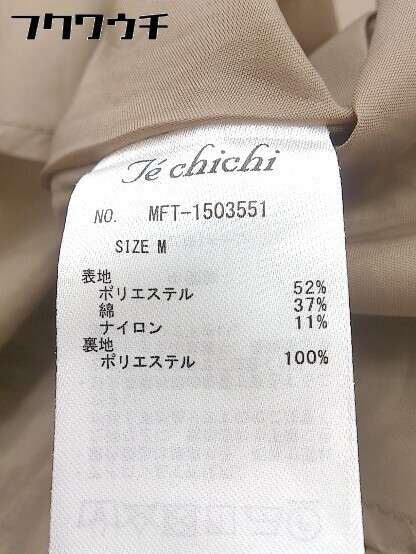 フクワウチ
Té chichi
NO. MFT-1503551
SIZE M
表地
ポリエステル 52%
綿 37%
ナイロン 11%
裏地
ポリエステル 100%